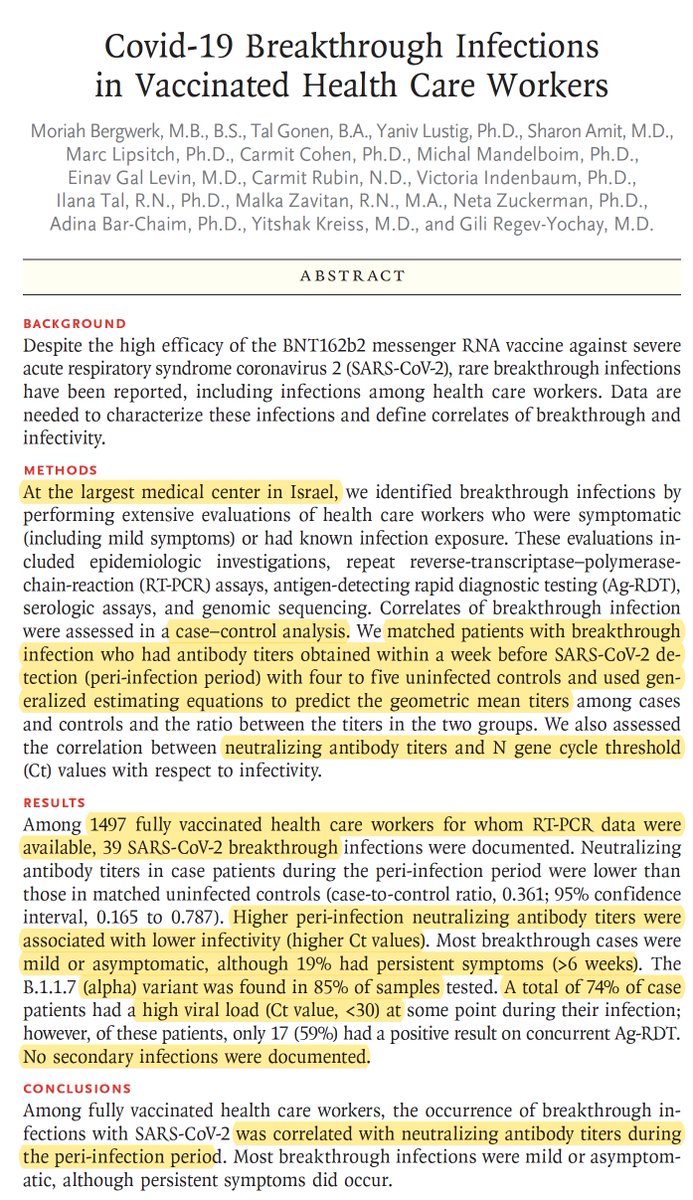 Covid-19 Breakthrough Infections
in Vaccinated Health Care Workers
Moriah Bergwerk, M.B., B.S., Tal Gonen, B.A., Yaniv Lustig, Ph.D., Sharon Amit, M.D.,
Marc Lipsitch, Ph.D., Carmit Cohen, Ph.D., Michal Mandelboim, Ph.D.,
Einav Gal Levin, M.D., Carmit Rubin, N.D., Victoria Indenbaum, Ph.D.,
Ilana Tal, R.N., Ph.D., Malka Zavitan, R.N., M.A., Neta Zuckerman, Ph.D.,
Adina Bar-Chaim, Ph.D., Yitshak Kreiss, M.D., and Gili Regev-Yochay, M.D.
ABSTRACT
BACKGROUND
Despite the high efficacy of the BNT162b2 messenger RNA vaccine against severe
acute respiratory syndrome coronavirus 2 (SARS-CoV-2), rare breakthrough infections
have been reported, including infections among health care workers. Data are
needed to characterize these infections and define correlates of breakthrough and
infectivity.
METHODS
At the largest medical center in Israel, we identified breakthrough infections by
performing extensive evaluations of health care workers who were symptomatic
(including mild symptoms) or had known infection exposure. These evaluations in-
cluded epidemiologic investigations, repeat reverse-transcriptase–polymerase-
chain-reaction (RT-PCR) assays, antigen-detecting rapid diagnostic testing (Ag-RDT),
serologic assays, and genomic sequencing. Correlates of breakthrough infection
were assessed in a case–control analysis. We matched patients with breakthrough
infection who had antibody titers obtained within a week before SARS-CoV-2 de-
tection (peri-infection period) with four to five uninfected controls and used gen-
eralized estimating equations to predict the geometric mean titers among cases
and controls and the ratio between the titers in the two groups. We also assessed
the correlation between neutralizing antibody titers and N gene cycle threshold
(Ct) values with respect to infectivity.
RESULTS
Among 1497 fully vaccinated health care workers for whom RT-PCR data were
available, 39 SARS-CoV-2 breakthrough infections were documented. Neutralizing
antibody titers in case patients during the peri-infection period were lower than
those in matched uninfected controls (case-to-control ratio, 0.361; 95% confidence
interval, 0.165 to 0.787). Higher peri-infection neutralizing antibody titers were
associated with lower infectivity (higher Ct values). Most breakthrough cases were
mild or asymptomatic, although 19% had persistent symptoms (>6 weeks). The
B.1.1.7 (alpha) variant was found in 85% of samples tested. A total of 74% of case
patients had a high viral load (Ct value, <30) at some point during their infection;
however, of these patients, only 17 (59%) had a positive result on concurrent Ag-RDT.
No secondary infections were documented.
CONCLUSIONS
Among fully vaccinated health care workers, the occurrence of breakthrough in-
fections with SARS-CoV-2 was correlated with neutralizing antibody titers during
the peri-infection period. Most breakthrough infections were mild or asymptom-
atic, although persistent symptoms did occur.